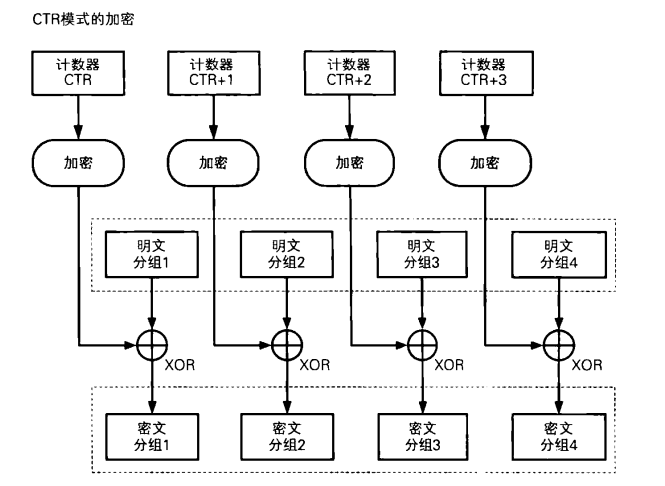 CTR模式的加密
计数器
CTR
计数器
CTR+1
计数器
CTR+2
计数器
CTR+3
加密
加密
加密
加密
明文
分组1
明文
分组2
明文
分组3
明文
分组4
XOR
XOR
XOR
XOR
密文
分组1
密文
分组2
密文
分组3
密文
分组4